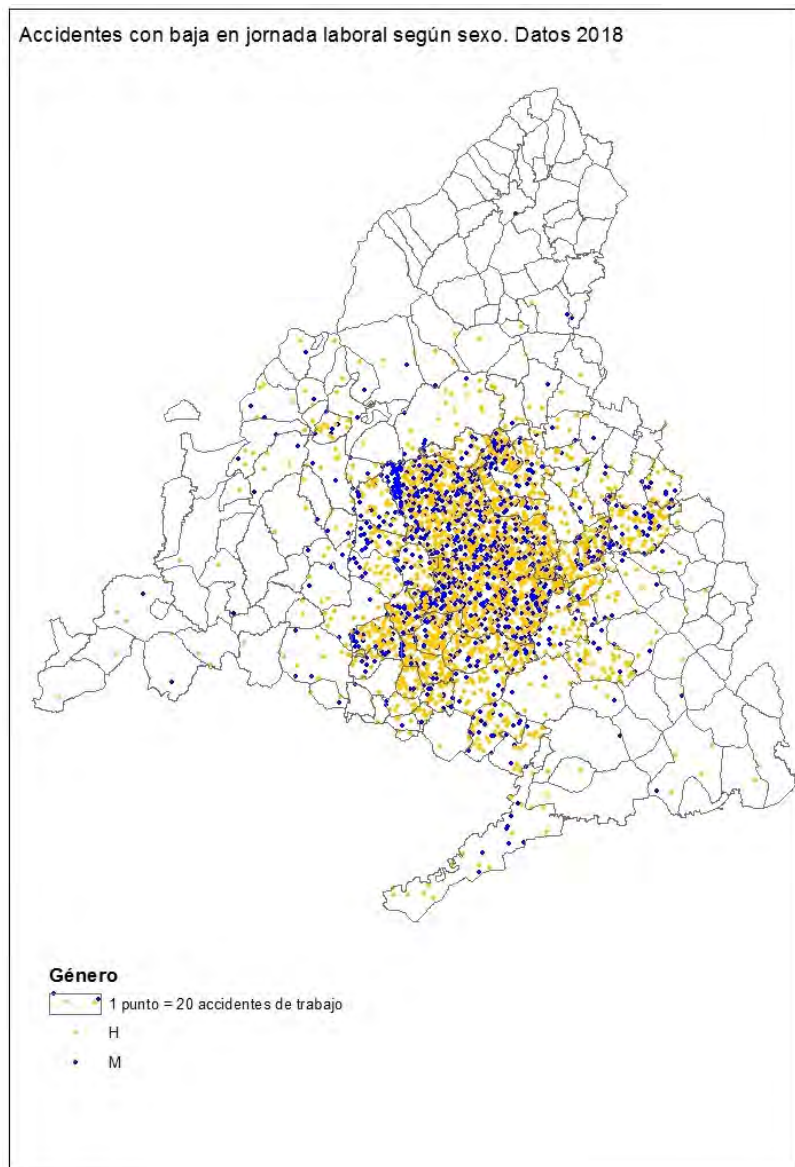 Accidentes con baja en jornada laboral según sexo. Datos 2018
Género
1 punto = 20 accidentes de trabajo
H
M